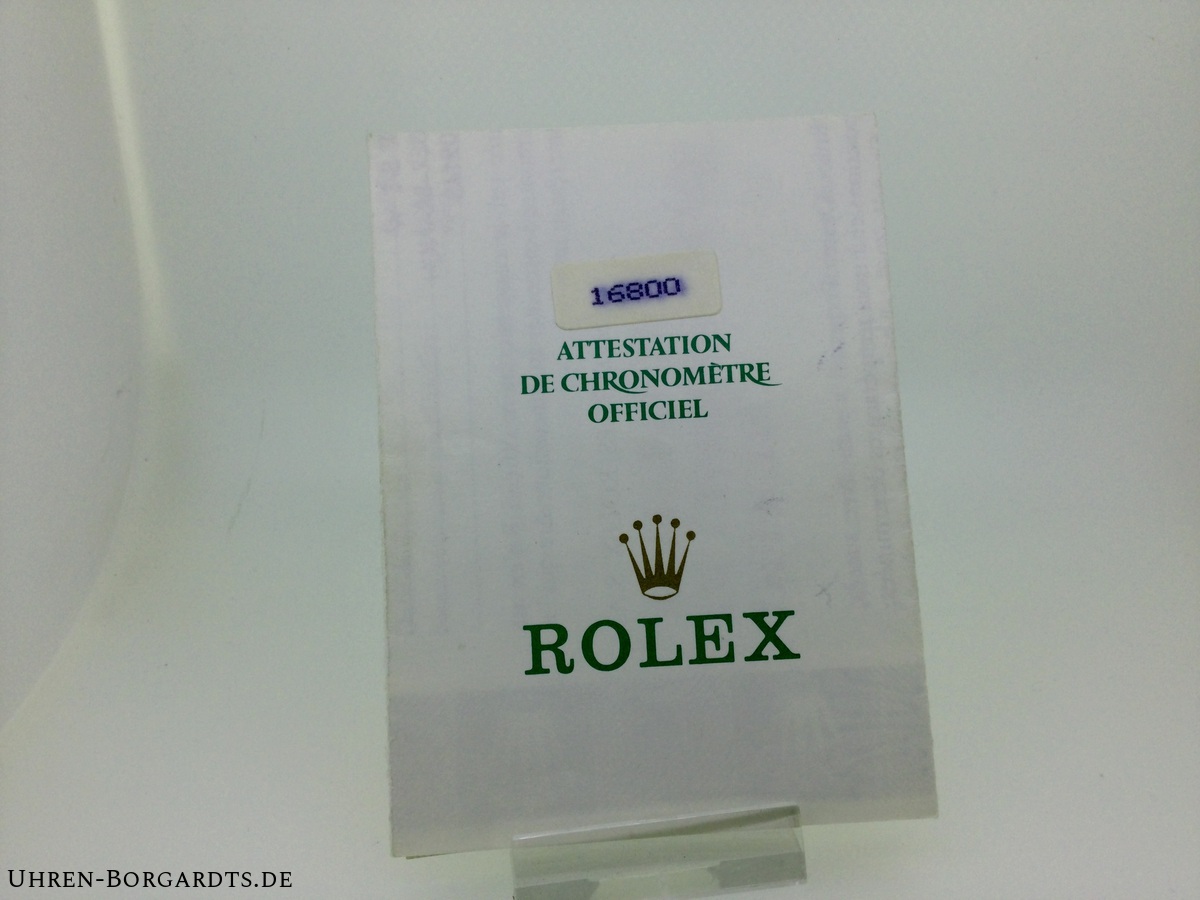 16800
ATTESTATION
DE CHRONOMÈTRE
OFFICIEL
ROLEX
UHREN-BORGARDTS.DE